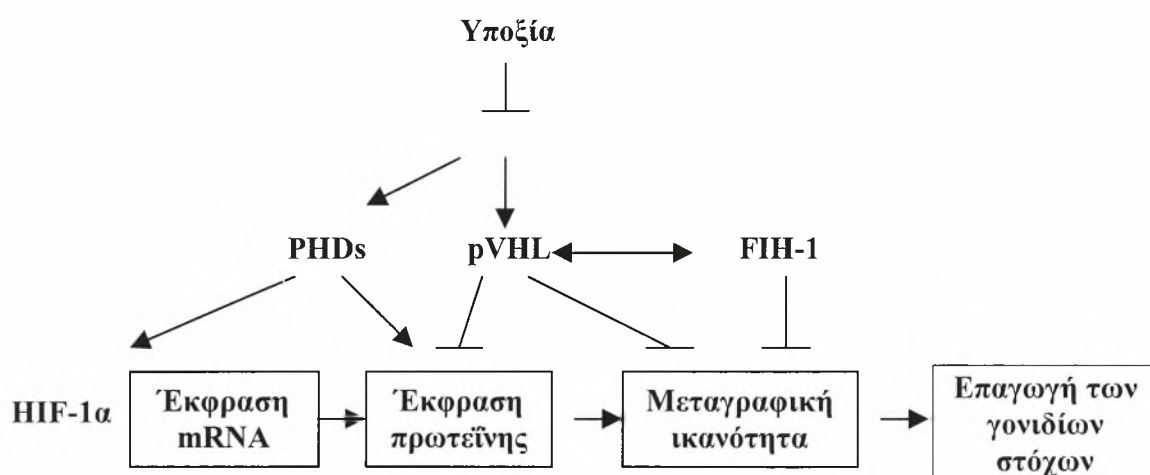 Υποξία
PHDs
pVHL
FIH-1
HIF-1α
Έκφραση
mRNA
Έκφραση
πρωτεΐνης
Μεταγραφική
ικανότητα
Επαγωγή των
γονιδίων
στόχων